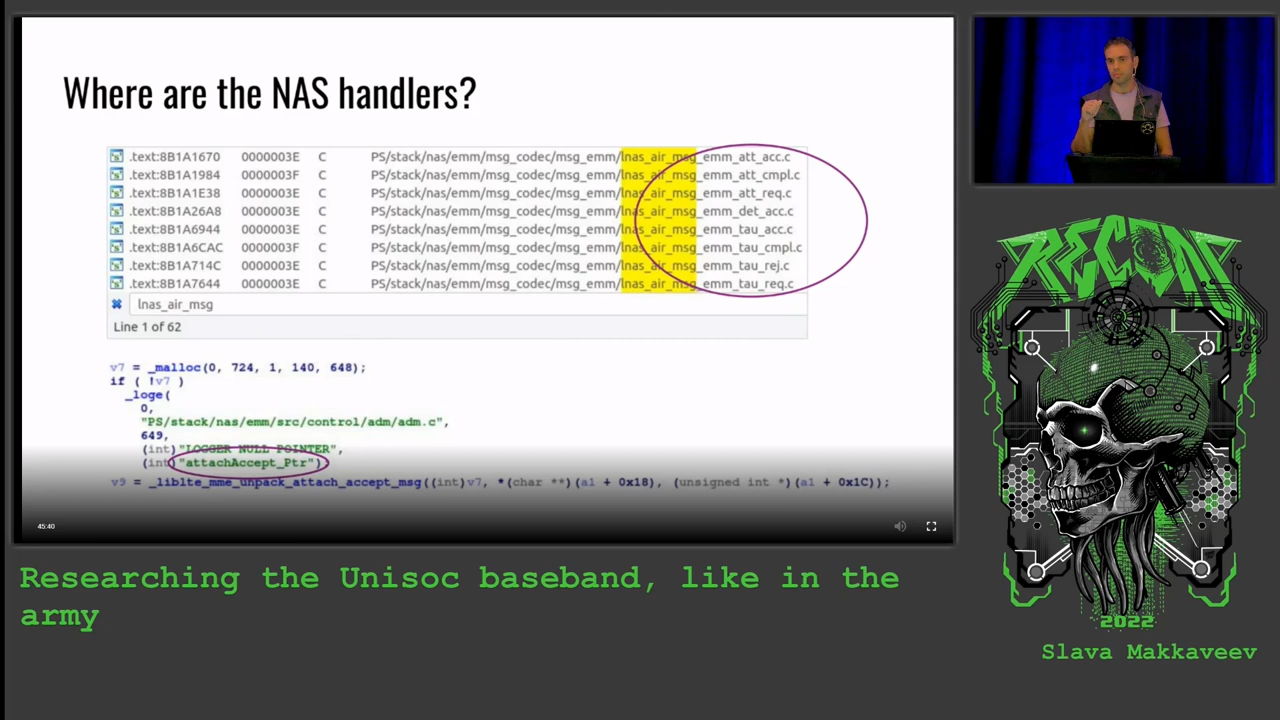 Where are the NAS handlers?
.text:8B1A1670 0000003E C PS/stack/nas/emm/msg_codec/msg_emm/lnas_air_msg_emm_att_acc.c
.text:8B1A1984 0000003F C PS/stack/nas/emm/msg_codec/msg_emm/lnas_air_msg_emm_att_cmpl.c
.text:8B1A1E38 0000003E C PS/stack/nas/emm/msg_codec/msg_emm/lnas_air_msg_emm_att_req.c
.text:8B1A26A8 0000003E C PS/stack/nas/emm/msg_codec/msg_emm/lnas_air_msg_emm_det_acc.c
.text:8B1A6944 0000003E C PS/stack/nas/emm/msg_codec/msg_emm/lnas_air_msg_emm_tau_acc.c
.text:8B1A6CAC 0000003F C PS/stack/nas/emm/msg_codec/msg_emm/lnas_air_msg_emm_tau_cmpl.c
.text:8B1A714C 0000003E C PS/stack/nas/emm/msg_codec/msg_emm/lnas_air_msg_emm_tau_rej.c
.text:8B1A7644 0000003E C PS/stack/nas/emm/msg_codec/msg_emm/lnas_air_msg_emm_tau_req.c
lnas_air_msg
Line 1 of 62
v7 = _malloc(0, 724, 1, 140, 648);
if ( !v7 )
_loge(
0,
"PS/stack/nas/emm/src/control/adm/adm.c",
649,
(int)"LOGGER NULL POINTER",
(int)"attachAccept_Ptr")
v9 = _liblte_mme_unpack_attach_accept_msg((int)v7, *(char **)(a1 + 0x18), (unsigned int *)(a1 + 0x1C));
45:40
Researching the Unisoc baseband, like in the
army
RECON
2022
Slava Makkaveev